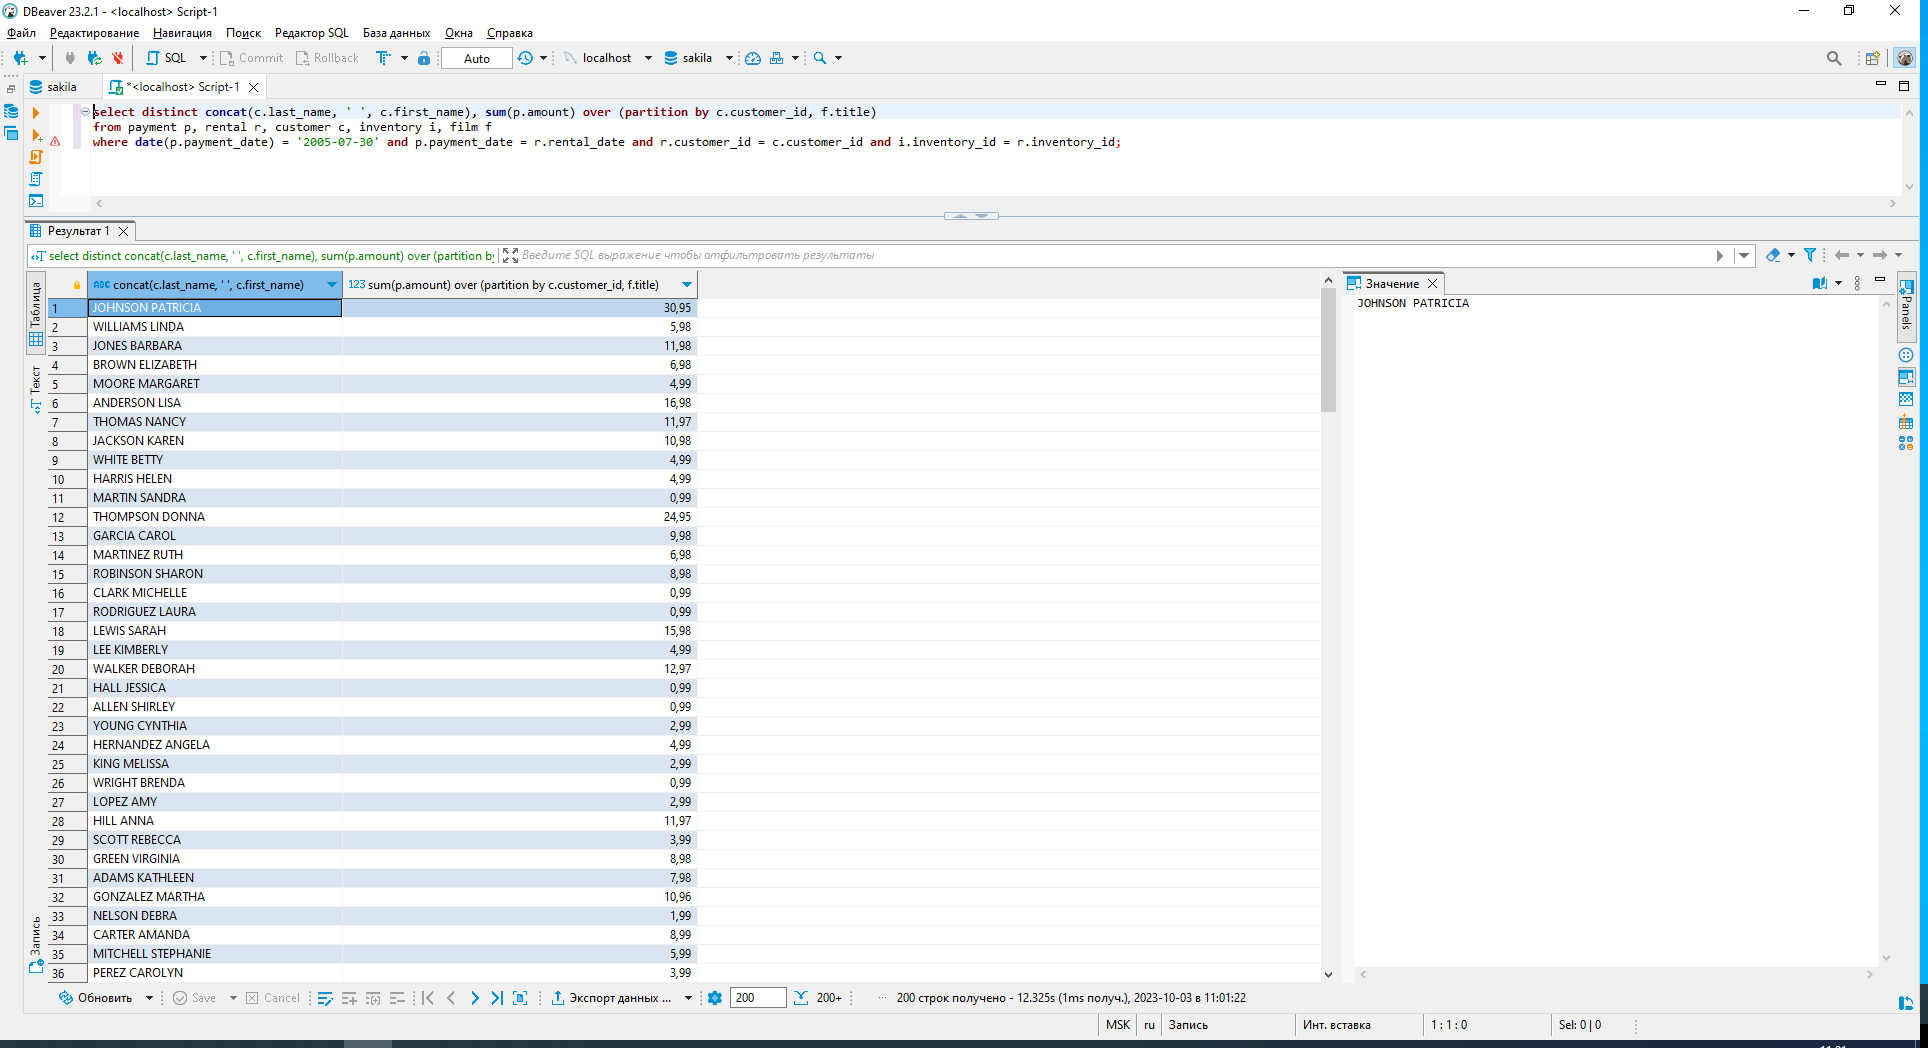 DBeaver 23.2.1 - <localhost> Script-1
Файл Редактирование Навигация Поиск Редактор SQL База данных Окна Справка
SQL Commit Rollback Auto localhost sakila
sakila *<localhost> Script-1
select distinct concat(c.last_name, ' ', c.first_name), sum(p.amount) over (partition by c.customer_id, f.title)
from payment p, rental r, customer c, inventory i, film f
where date(p.payment_date) = '2005-07-30' and p.payment_date = r.rental_date and r.customer_id = c.customer_id and i.inventory_id = r.inventory_id;
Результат 1
select distinct concat(c.last_name, ' ', c.first_name), sum(p.amount) over (partition by Введите SQL выражение чтобы отфильтровать результаты
Таблица
Текст
Запись
ABC concat(c.last_name, ' ', c.first_name) 123 sum(p.amount) over (partition by c.customer_id, f.title)
1 JOHNSON PATRICIA 30,95
2 WILLIAMS LINDA 5,98
3 JONES BARBARA 11,98
4 BROWN ELIZABETH 6,98
5 MOORE MARGARET 4,99
6 ANDERSON LISA 16,98
7 THOMAS NANCY 11,97
8 JACKSON KAREN 10,98
9 WHITE BETTY 4,99
10 HARRIS HELEN 4,99
11 MARTIN SANDRA 0,99
12 THOMPSON DONNA 24,95
13 GARCIA CAROL 9,98
14 MARTINEZ RUTH 6,98
15 ROBINSON SHARON 8,98
16 CLARK MICHELLE 0,99
17 RODRIGUEZ LAURA 0,99
18 LEWIS SARAH 15,98
19 LEE KIMBERLY 4,99
20 WALKER DEBORAH 12,97
21 HALL JESSICA 0,99
22 ALLEN SHIRLEY 0,99
23 YOUNG CYNTHIA 2,99
24 HERNANDEZ ANGELA 4,99
25 KING MELISSA 2,99
26 WRIGHT BRENDA 0,99
27 LOPEZ AMY 2,99
28 HILL ANNA 11,97
29 SCOTT REBECCA 3,99
30 GREEN VIRGINIA 8,98
31 ADAMS KATHLEEN 7,98
32 GONZALEZ MARTHA 10,96
33 NELSON DEBRA 1,99
34 CARTER AMANDA 8,99
35 MITCHELL STEPHANIE 5,99
36 PEREZ CAROLYN 3,99
Значение
JOHNSON PATRICIA
Panels
Обновить Save Cancel Экспорт данных ... 200 200+ ... 200 строк получено - 12.325s (1ms получ.), 2023-10-03 в 11:01:22
MSK ru Запись Инт. вставка 1 : 1 : 0 Sel: 0 | 0